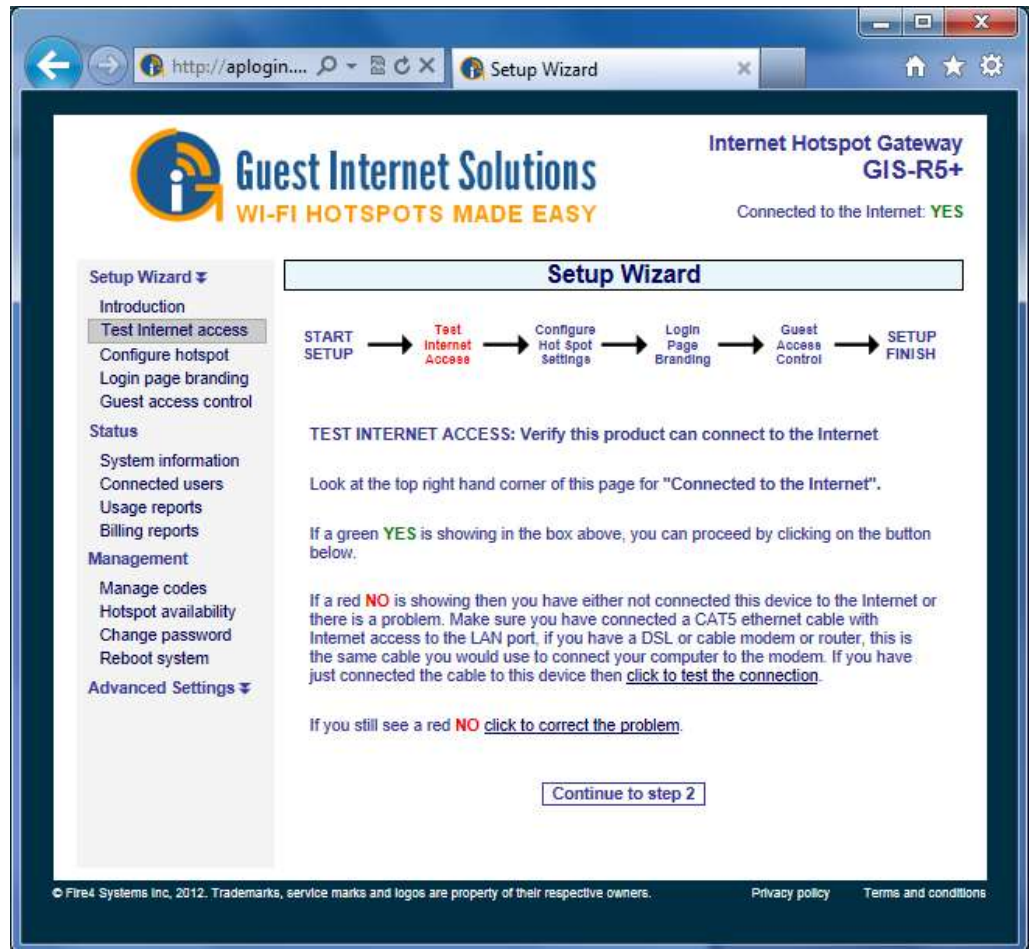 http://aplogin....
Setup Wizard
Guest Internet Solutions
WI-FI HOTSPOTS MADE EASY
Internet Hotspot Gateway
GIS-R5+
Connected to the Internet: YES
Setup Wizard
Introduction
Test Internet access
Configure hotspot
Login page branding
Guest access control
Status
System information
Connected users
Usage reports
Billing reports
Management
Manage codes
Hotspot availability
Change password
Reboot system
Advanced Settings
Setup Wizard
START
SETUP
Test
Internet
Access
Configure
Hot Spot
Settings
Login
Page
Branding
Guest
Access
Control
SETUP
FINISH
TEST INTERNET ACCESS: Verify this product can connect to the Internet
Look at the top right hand corner of this page for "Connected to the Internet".
If a green YES is showing in the box above, you can proceed by clicking on the button
below.
If a red NO is showing then you have either not connected this device to the Internet or
there is a problem. Make sure you have connected a CAT5 ethernet cable with
Internet access to the LAN port, if you have a DSL or cable modem or router, this is
the same cable you would use to connect your computer to the modem. If you have
just connected the cable to this device then click to test the connection.
If you still see a red NO click to correct the problem.
Continue to step 2
© Fire4 Systems Inc, 2012. Trademarks, service marks and logos are property of their respective owners.
Privacy policy
Terms and conditions